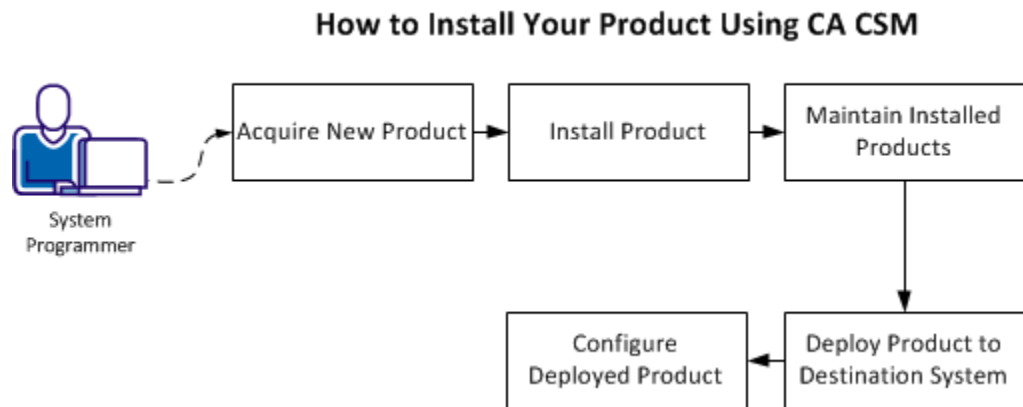 How to Install Your Product Using CA CSM
System
Programmer
Acquire New Product
Install Product
Maintain Installed
Products
Deploy Product to
Destination System
Configure
Deployed Product